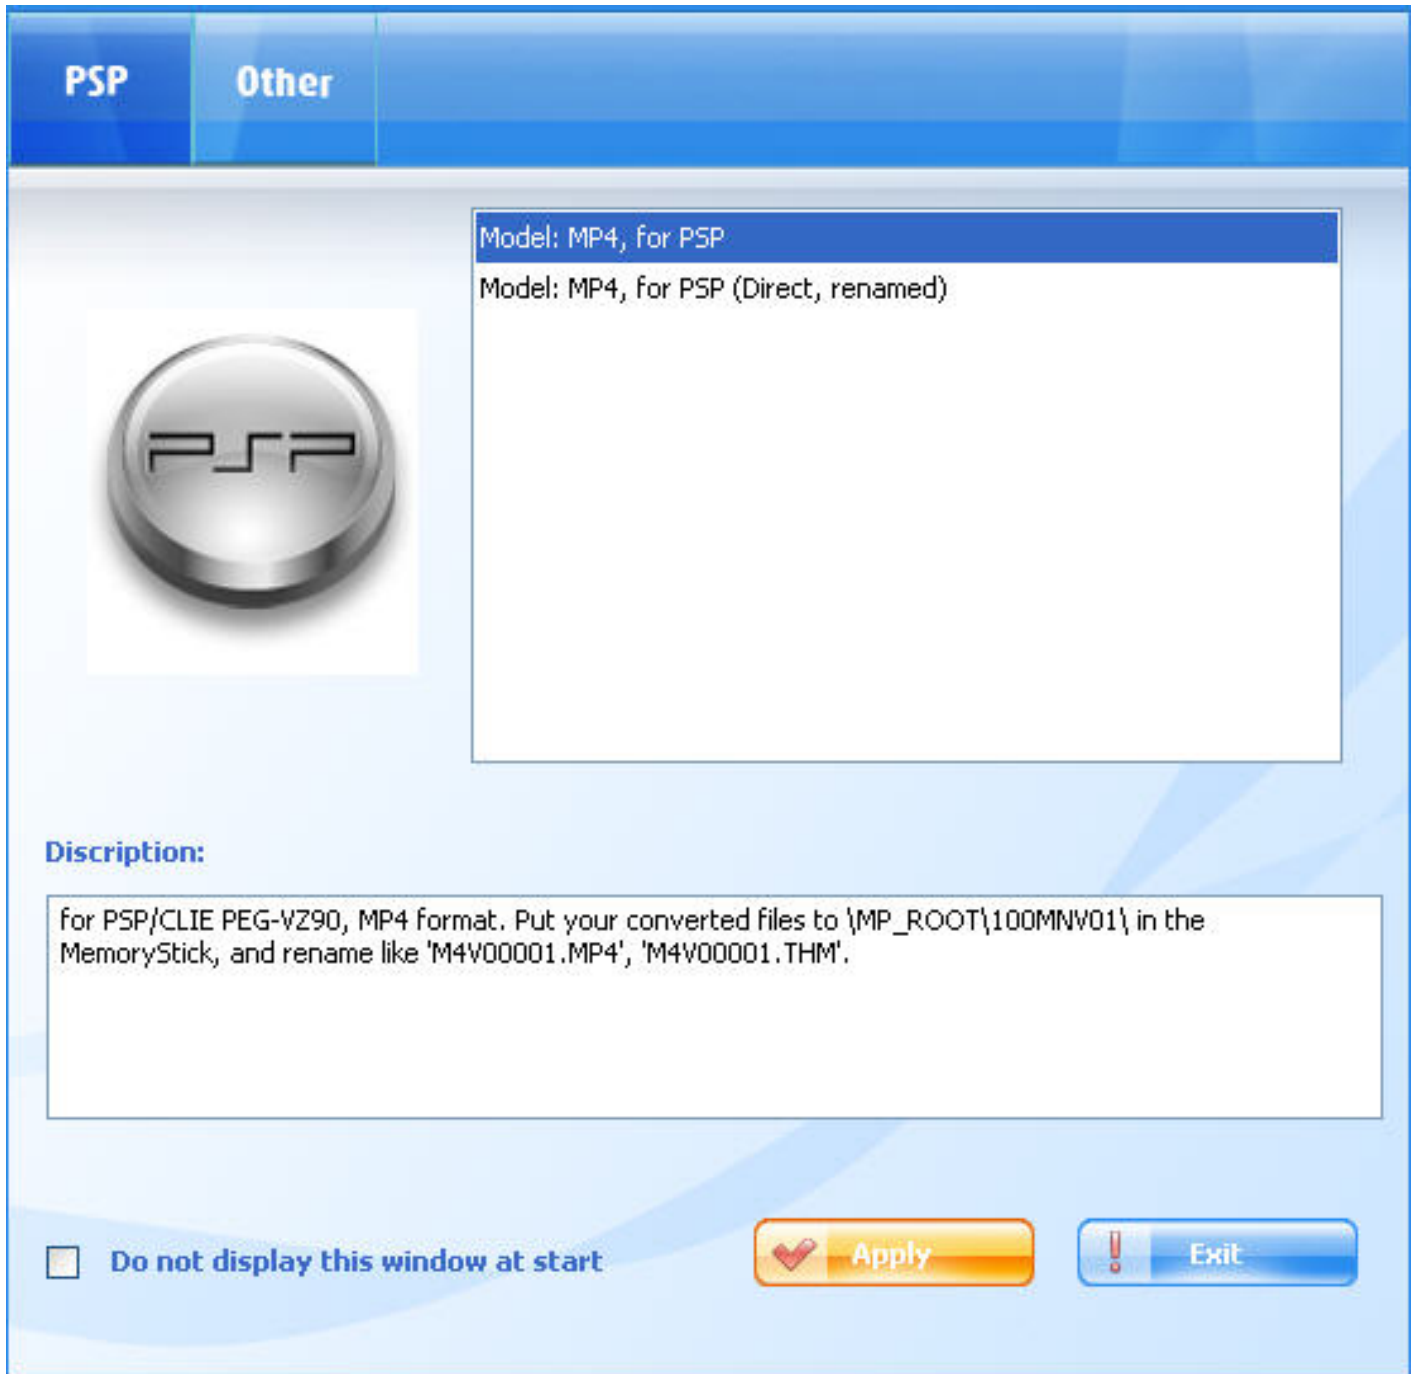 PSP Other
Model: MP4, for PSP
Model: MP4, for PSP (Direct, renamed)
PSP
Discription:
for PSP/CLIE PEG-VZ90, MP4 format. Put your converted files to \MP_ROOT\100MNV01\ in the
MemoryStick, and rename like 'M4V00001.MP4', 'M4V00001.THM'.
Do not display this window at start
Apply
Exit